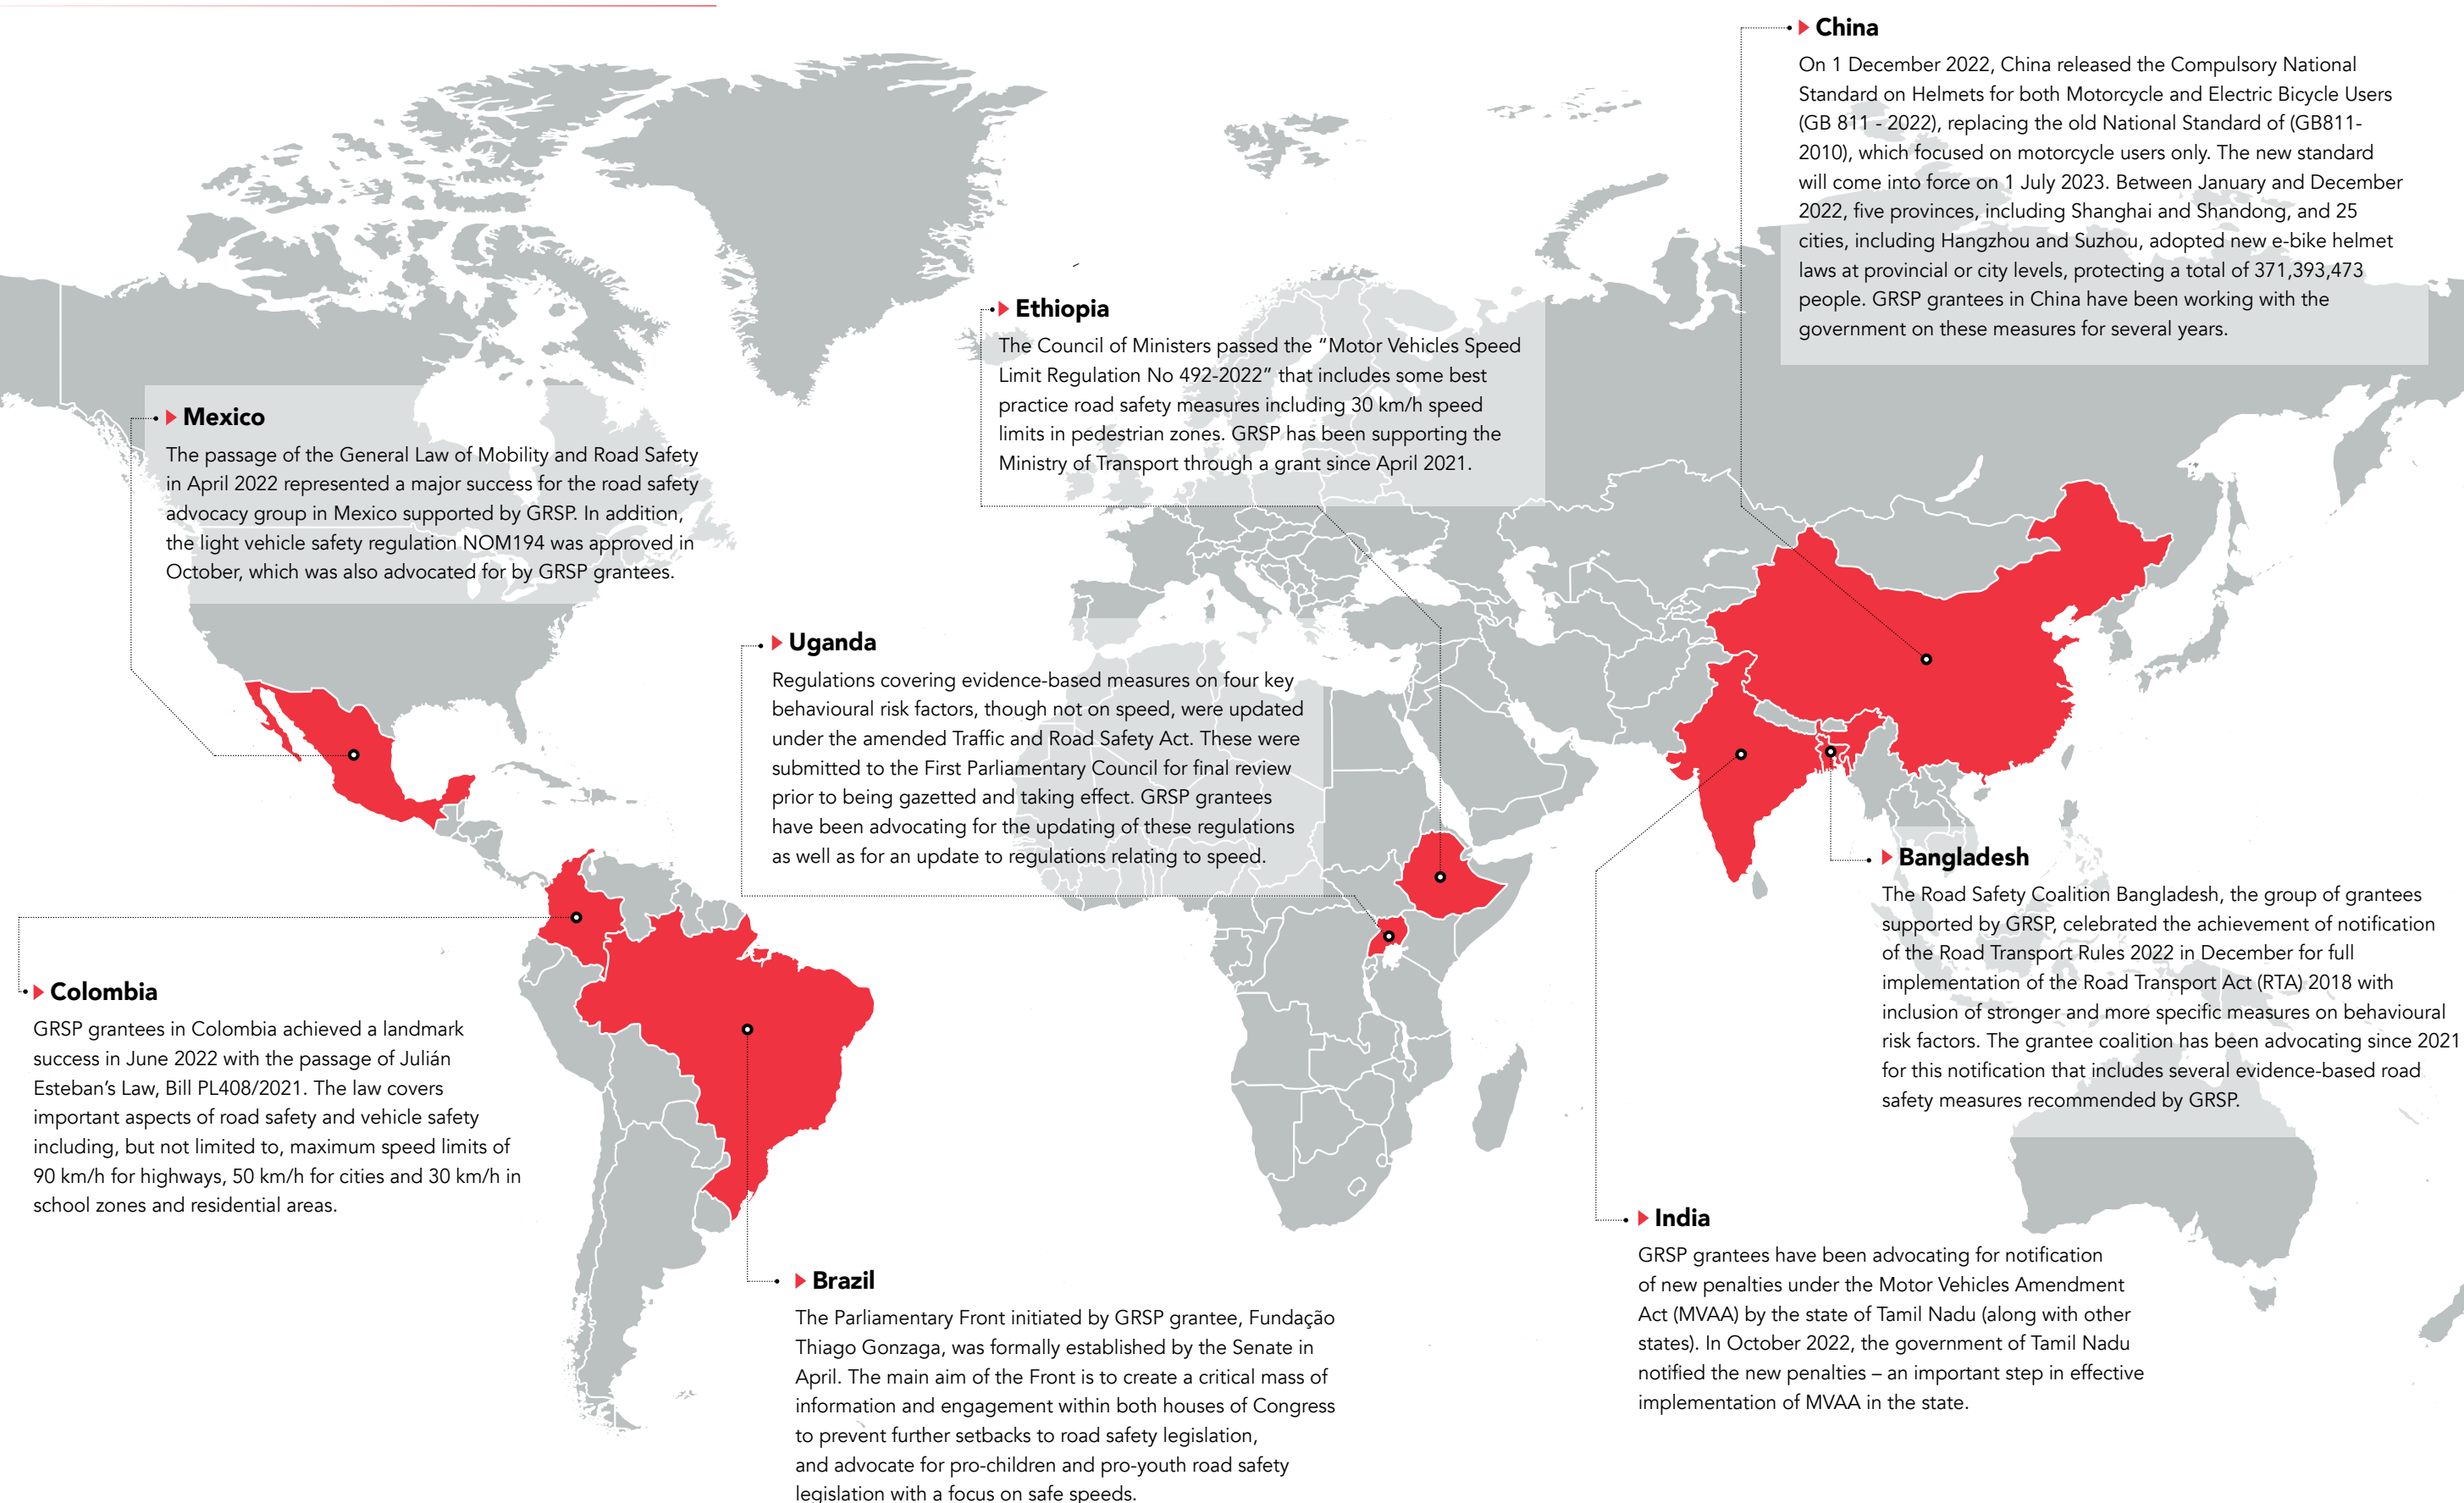 China
On 1 December 2022, China released the Compulsory National
Standard on Helmets for both Motorcycle and Electric Bicycle Users
(GB 811 - 2022), replacing the old National Standard of (GB811-
2010), which focused on motorcycle users only. The new standard
will come into force on 1 July 2023. Between January and December
2022, five provinces, including Shanghai and Shandong, and 25
cities, including Hangzhou and Suzhou, adopted new e-bike helmet
laws at provincial or city levels, protecting a total of 371,393,473
people. GRSP grantees in China have been working with the
government on these measures for several years.
Ethiopia
The Council of Ministers passed the “Motor Vehicles Speed
Limit Regulation No 492-2022” that includes some best
practice road safety measures including 30 km/h speed
limits in pedestrian zones. GRSP has been supporting the
Ministry of Transport through a grant since April 2021.
Mexico
The passage of the General Law of Mobility and Road Safety
in April 2022 represented a major success for the road safety
advocacy group in Mexico supported by GRSP. In addition,
the light vehicle safety regulation NOM194 was approved in
October, which was also advocated for by GRSP grantees.
Uganda
Regulations covering evidence-based measures on four key
behavioural risk factors, though not on speed, were updated
under the amended Traffic and Road Safety Act. These were
submitted to the First Parliamentary Council for final review
prior to being gazetted and taking effect. GRSP grantees
have been advocating for the updating of these regulations
as well as for an update to regulations relating to speed.
Bangladesh
The Road Safety Coalition Bangladesh, the group of grantees
supported by GRSP, celebrated the achievement of notification
of the Road Transport Rules 2022 in December for full
implementation of the Road Transport Act (RTA) 2018 with
inclusion of stronger and more specific measures on behavioural
risk factors. The grantee coalition has been advocating since 2021
for this notification that includes several evidence-based road
safety measures recommended by GRSP.
Colombia
GRSP grantees in Colombia achieved a landmark
success in June 2022 with the passage of Julián
Esteban’s Law, Bill PL408/2021. The law covers
important aspects of road safety and vehicle safety
including, but not limited to, maximum speed limits of
90 km/h for highways, 50 km/h for cities and 30 km/h in
school zones and residential areas.
India
GRSP grantees have been advocating for notification
of new penalties under the Motor Vehicles Amendment
Act (MVAA) by the state of Tamil Nadu (along with other
states). In October 2022, the government of Tamil Nadu
notified the new penalties – an important step in effective
implementation of MVAA in the state.
Brazil
The Parliamentary Front initiated by GRSP grantee, Fundação
Thiago Gonzaga, was formally established by the Senate in
April. The main aim of the Front is to create a critical mass of
information and engagement within both houses of Congress
to prevent further setbacks to road safety legislation,
and advocate for pro-children and pro-youth road safety
legislation with a focus on safe speeds.